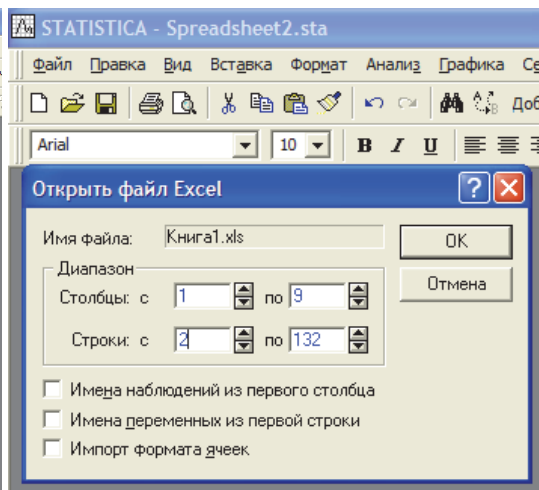 STATISTICA - Spreadsheet2.sta
Файл Правка Вид Вставка Формат Анализ Графика
Доб
Arial 10 B I U
Открыть файл Excel
Имя файла: Книга1.xls OK
Диапазон
Отмена
Столбцы: с 1 по 9
Строки: с 2 по 132
Имена наблюдений из первого столбца
Имена переменных из первой строки
Импорт формата ячеек